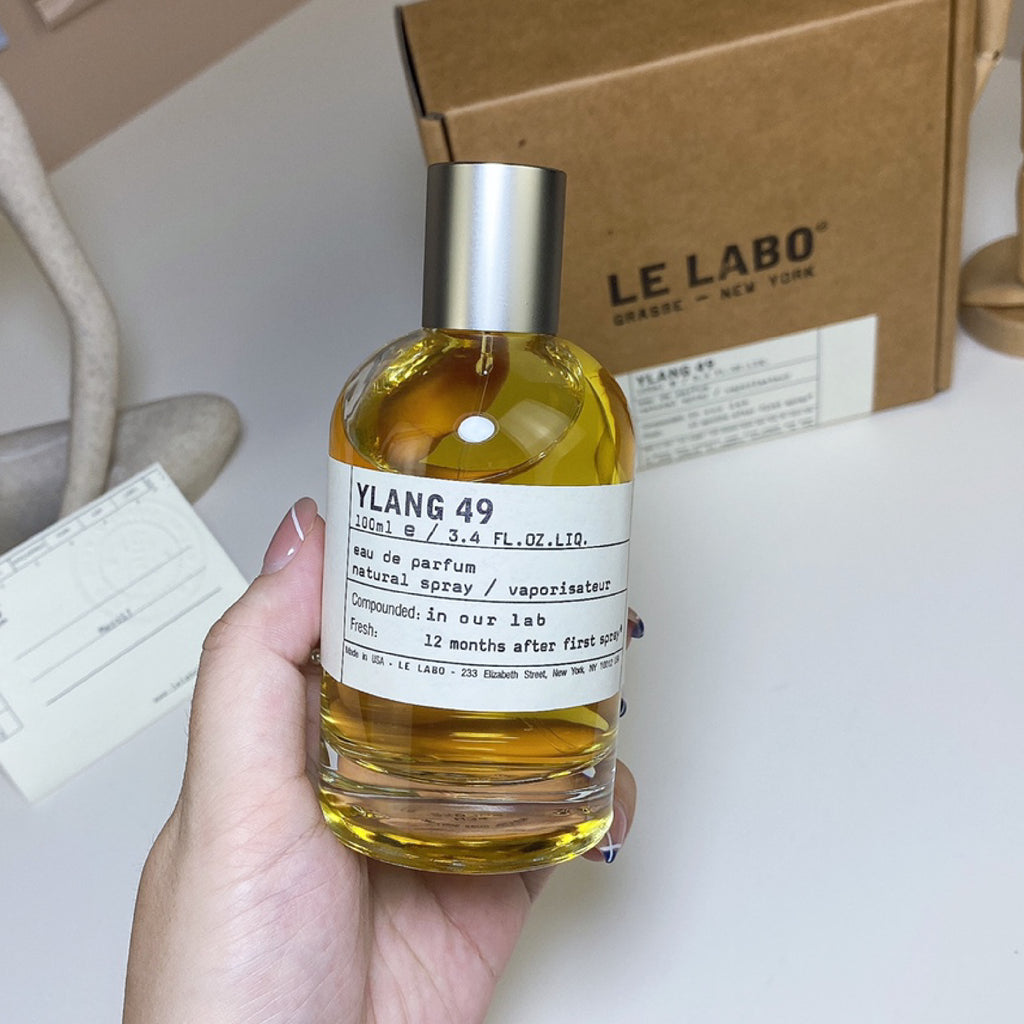 LE LABO®
GRASSE — NEW YORK
YLANG 49
YLANG 49
100ml e / 3.4 FL.OZ.LIQ.
eau de parfum
natural spray / vaporisateur
Compounded: in our lab
Fresh: 12 months after first spray*
Made in USA - LE LABO - 233 Elizabeth Street, New York, NY 10012 US